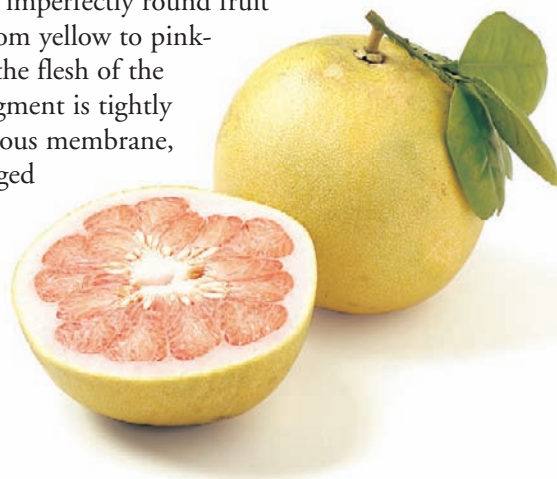 imperfectly round fruit
om yellow to pink-
the flesh of the
gment is tightly
ous membrane,
ged